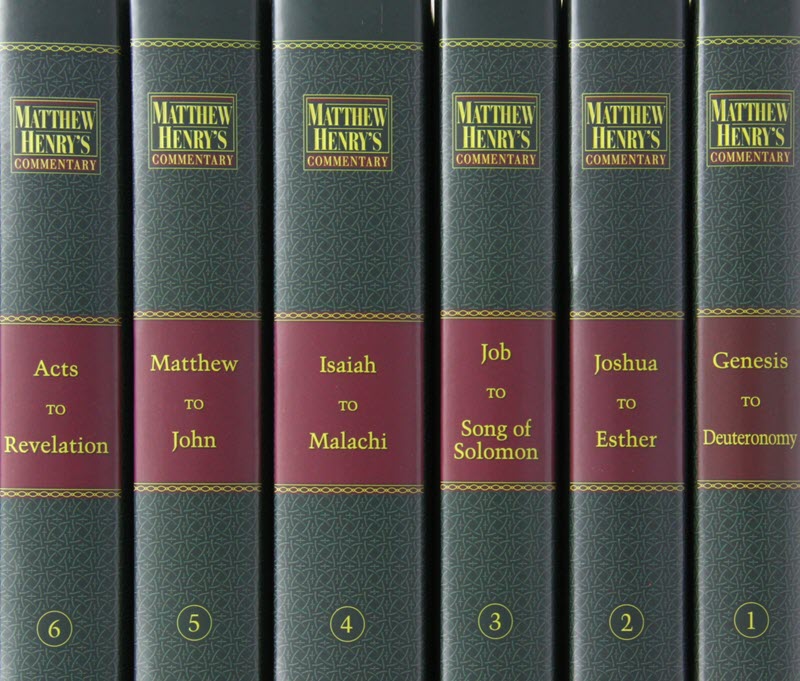 MATTHEW
HENRY'S
COMMENTARY
Acts
TO
Revelation
6
MATTHEW
HENRY'S
COMMENTARY
Matthew
TO
John
5
MATTHEW
HENRY'S
COMMENTARY
Isaiah
TO
Malachi
4
MATTHEW
HENRY'S
COMMENTARY
Job
TO
Song of
Solomon
3
MATTHEW
HENRY'S
COMMENTARY
Joshua
TO
Esther
2
MATTHEW
HENRY'S
COMMENTARY
Genesis
TO
Deuteronomy
1